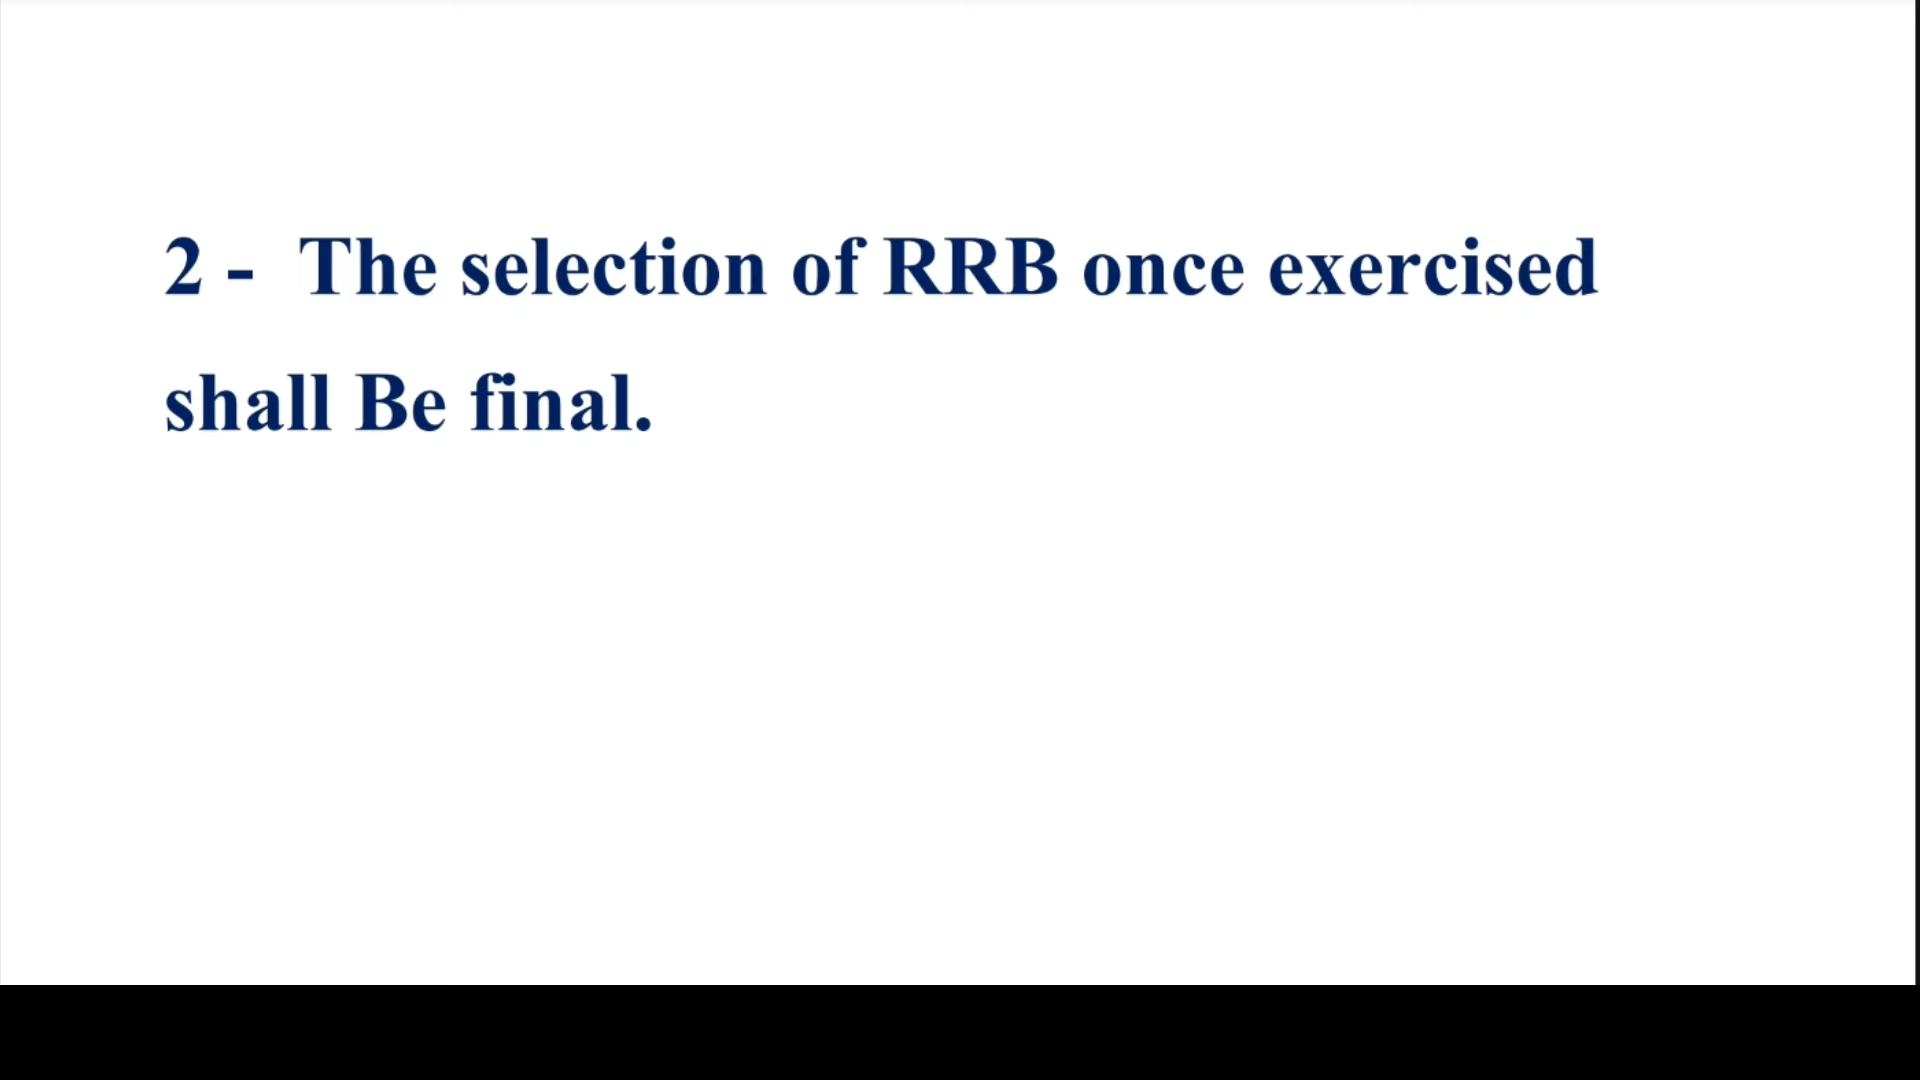 2 - The selection of RRB once exercised
shall Be final.